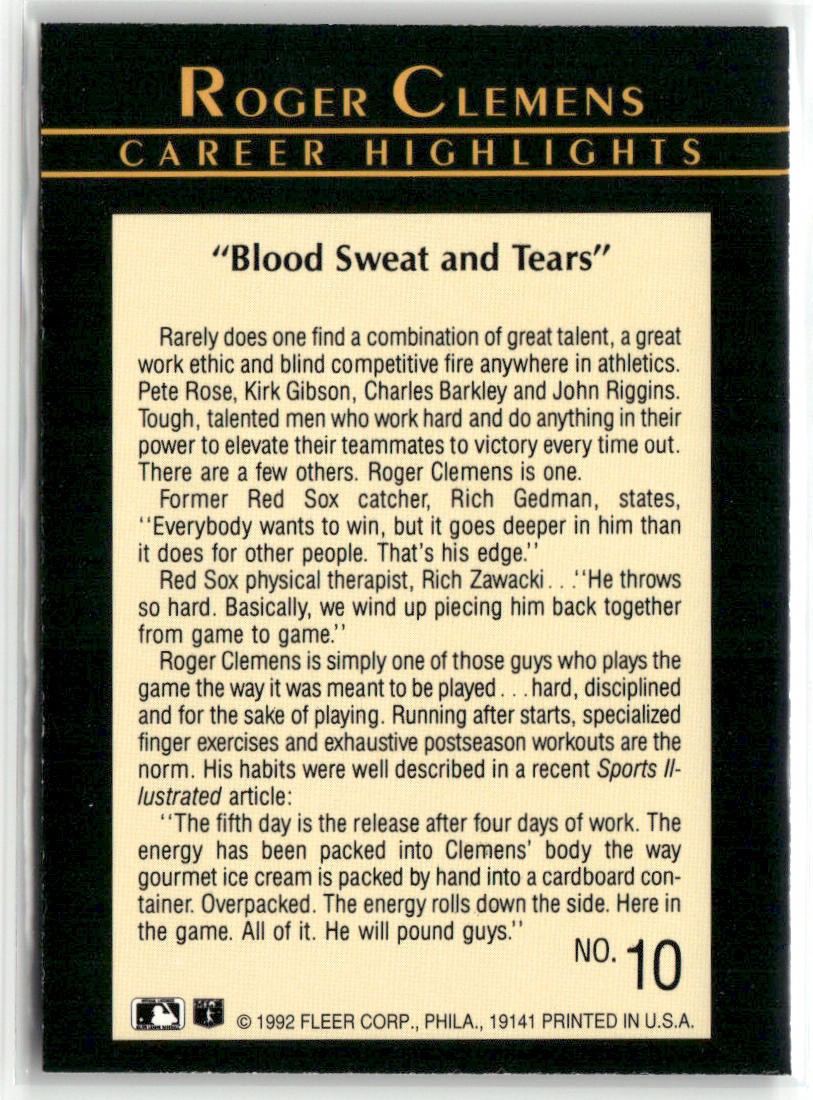 ROGER CLEMENS
CAREER HIGHLIGHTS
“Blood Sweat and Tears”
Rarely does one find a combination of great talent, a great
work ethic and blind competitive fire anywhere in athletics.
Pete Rose, Kirk Gibson, Charles Barkley and John Riggins.
Tough, talented men who work hard and do anything in their
power to elevate their teammates to victory every time out.
There are a few others. Roger Clemens is one.
Former Red Sox catcher, Rich Gedman, states,
‘‘Everybody wants to win, but it goes deeper in him than
it does for other people. That's his edge.’’
Red Sox physical therapist, Rich Zawacki. . .‘‘He throws
so hard. Basically, we wind up piecing him back together
from game to game.’’
Roger Clemens is simply one of those guys who plays the
game the way it was meant to be played. . .hard, disciplined
and for the sake of playing. Running after starts, specialized
finger exercises and exhaustive postseason workouts are the
norm. His habits were well described in a recent Sports Il-
lustrated article:
‘‘The fifth day is the release after four days of work. The
energy has been packed into Clemens' body the way
gourmet ice cream is packed by hand into a cardboard con-
tainer. Overpacked. The energy rolls down the side. Here in
the game. All of it. He will pound guys.’’
NO. 10
© 1992 FLEER CORP., PHILA., 19141 PRINTED IN U.S.A.